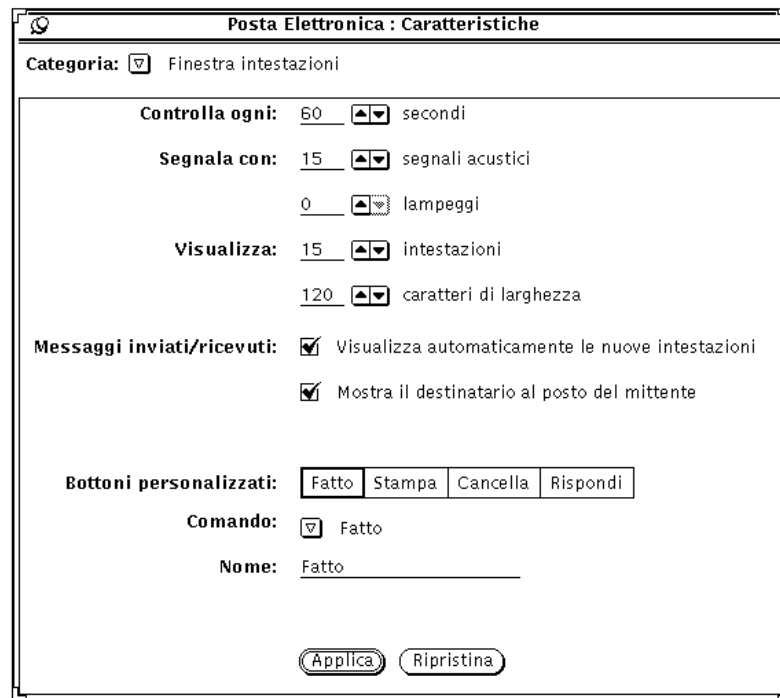 Posta Elettronica : Caratteristiche
Categoria: Finestra intestazioni
Controlla ogni: 60 secondi
Segnala con: 15 segnali acustici
0 lampeggi
Visualizza: 15 intestazioni
120 caratteri di larghezza
Messaggi inviati/ricevuti: Visualizza automaticamente le nuove intestazioni
Mostra il destinatario al posto del mittente
Bottoni personalizzati: Fatto Stampa Cancella Rispondi
Comando: Fatto
Nome: Fatto
Applica Ripristina